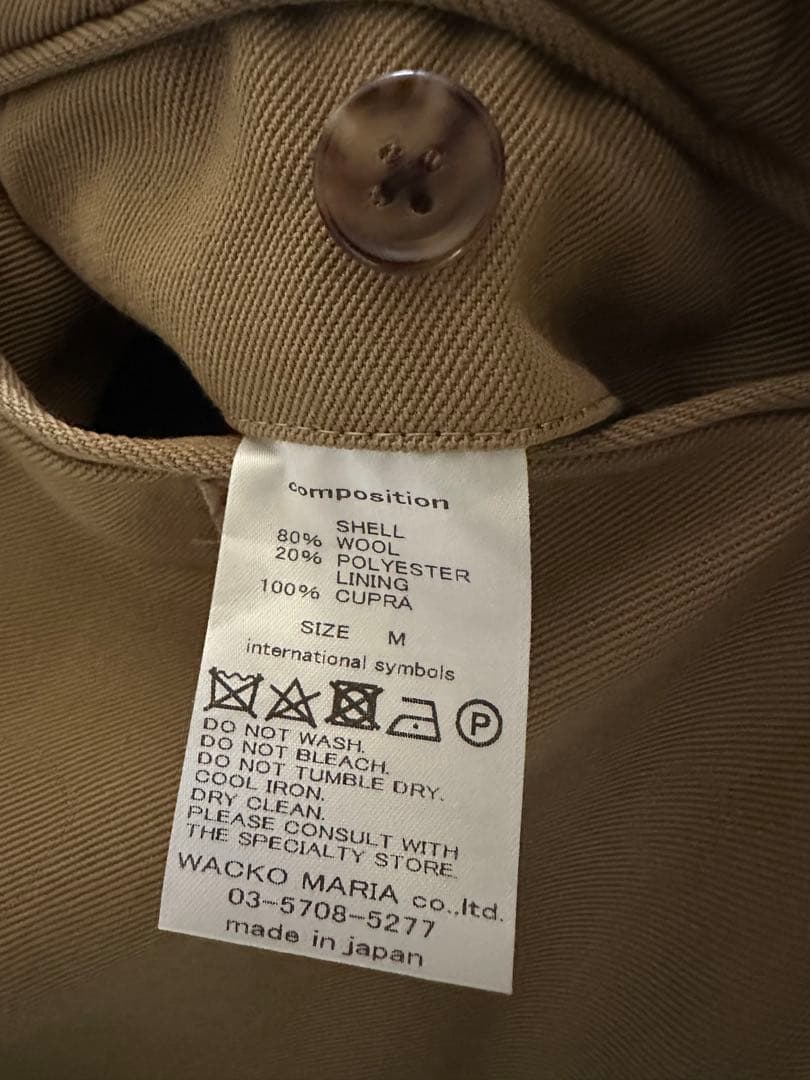 composition
SHELL
80% WOOL
20% POLYESTER
LINING
100% CUPRA
SIZE M
international symbols
P
DO NOT WASH.
DO NOT BLEACH.
DO NOT TUMBLE DRY.
COOL IRON.
DRY CLEAN.
PLEASE CONSULT WITH
THE SPECIALTY STORE.
WACKO MARIA co.,ltd.
03-5708-5277
made in japan